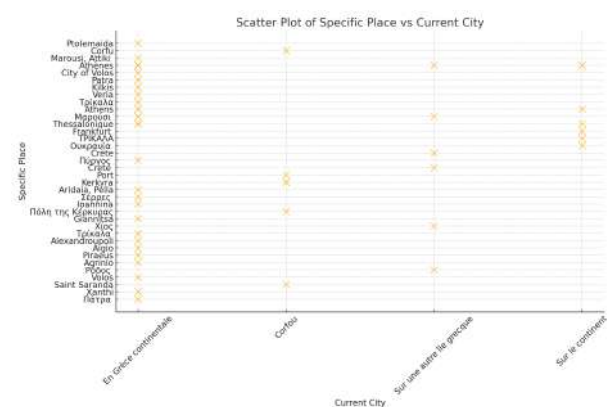 Scatter Plot of Specific Place vs Current City
Ptolemaida
Corfu
Marousi, Attiki
Athenes
City of Volos
Patra
Kilkis
Veria
Τρίκαλα
Athens
Μαρουσι
Thessalonique
Frankfurt
ΤΡΙΚΑΛΑ
Ουκρανία
Crete
Πύργος
Crète
Port
Kerkyra
Aridaia, Pella
Σέρρες
Ioannina
Πόλη της Κέρκυρας
Giannitsa
Χίος
Τρίκαλα
Alexandroupoli
Aigio
Piraeus
Agrinio
Ρόδος
Volos
Saint Saranda
Xanthi
Πάτρα
Specific Place
En Grèce continentale
Corfou
Sur une autre île grecque
Sur le continent
Current City